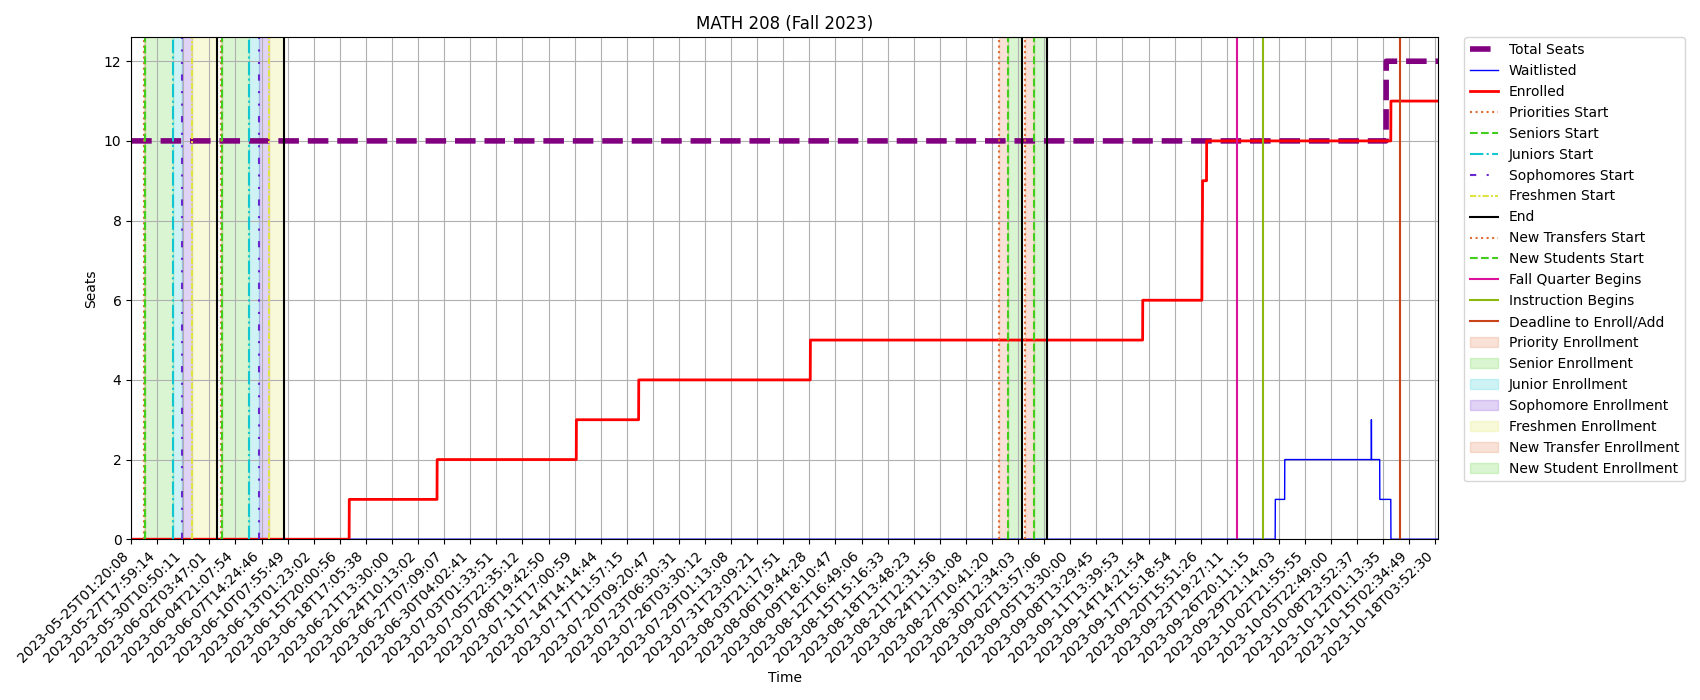 MATH 208 (Fall 2023)
Seats
12
10
8
6
4
2
0
2023-05-25T01:20:08
2023-05-27T17:59:14
2023-05-30T10:50:11
2023-06-02T03:47:01
2023-06-04T21:07:54
2023-06-07T14:24:46
2023-06-10T07:55:49
2023-06-13T01:23:02
2023-06-15T20:00:56
2023-06-18T17:05:38
2023-06-21T13:30:00
2023-06-24T10:13:02
2023-06-27T07:09:07
2023-06-30T04:02:41
2023-07-03T01:33:51
2023-07-05T22:35:12
2023-07-08T19:42:50
2023-07-11T17:00:59
2023-07-14T14:14:44
2023-07-17T11:57:15
2023-07-20T09:20:47
2023-07-23T06:30:31
2023-07-26T03:30:12
2023-07-29T01:13:08
2023-07-31T23:09:21
2023-08-03T21:17:51
2023-08-06T19:44:28
2023-08-09T18:10:47
2023-08-12T16:49:06
2023-08-15T15:16:33
2023-08-18T13:48:23
2023-08-21T12:31:56
2023-08-24T11:31:08
2023-08-27T10:41:20
2023-08-30T12:34:03
2023-09-02T13:57:06
2023-09-05T13:30:00
2023-09-08T13:29:45
2023-09-11T13:39:53
2023-09-14T14:21:54
2023-09-17T15:18:54
2023-09-20T15:51:26
2023-09-23T19:27:11
2023-09-26T20:11:15
2023-09-29T21:14:03
2023-10-02T21:55:55
2023-10-05T22:49:00
2023-10-08T23:52:37
2023-10-12T01:13:35
2023-10-15T02:34:49
2023-10-18T03:52:30
Time
Total Seats
Waitlisted
Enrolled
Priorities Start
Seniors Start
Juniors Start
Sophomores Start
Freshmen Start
End
New Transfers Start
New Students Start
Fall Quarter Begins
Instruction Begins
Deadline to Enroll/Add
Priority Enrollment
Senior Enrollment
Junior Enrollment
Sophomore Enrollment
Freshmen Enrollment
New Transfer Enrollment
New Student Enrollment